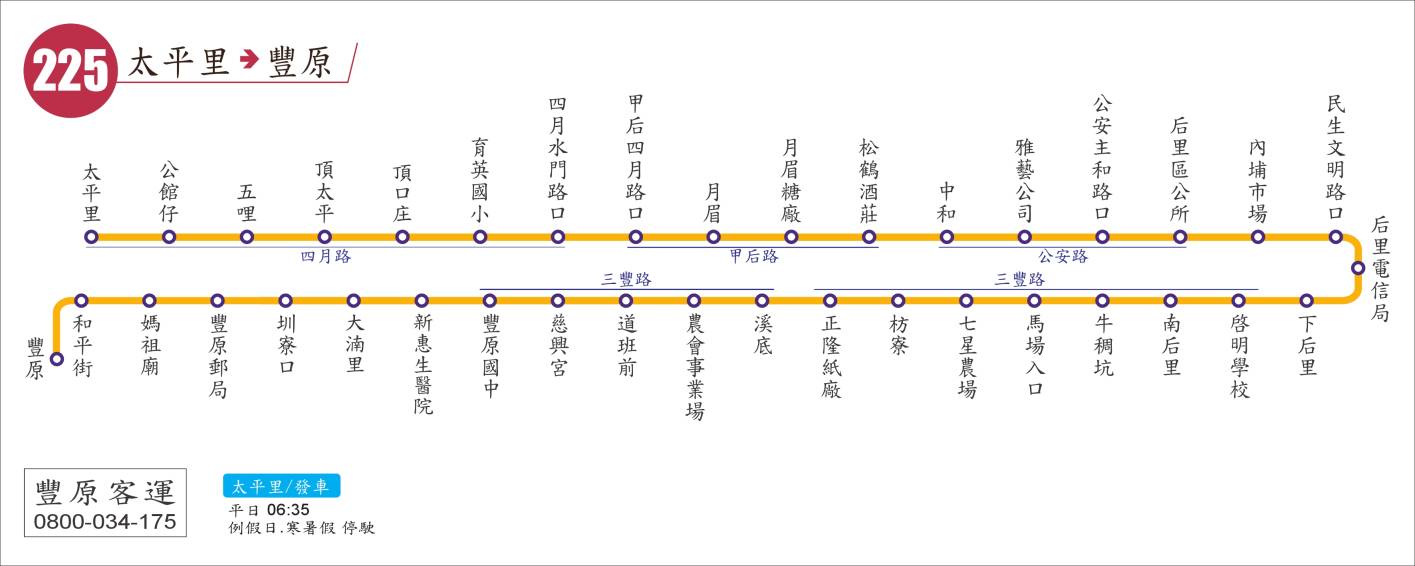 225 太平里➔豐原
太平里
公館仔
五哩
頂太平
頂口庄
育英國小
四月水門路口
甲后四月路口
月眉
月眉糖廠
松鶴酒莊
中和
雅藝公司
公安主和路口
后里區公所
內埔市場
民生文明路口
四月路
甲后路
公安路
后里電信局
三豐路
三豐路
下后里
啓明學校
南后里
牛稠坑
馬場入口
七星農場
枋寮
正隆紙廠
溪底
農會事業場
道班前
慈興宮
豐原國中
新惠生醫院
大湳里
圳寮口
豐原郵局
媽祖廟
和平街
豐原
豐原客運
0800-034-175
太平里/發車
平日 06:35
例假日.寒暑假 停駛